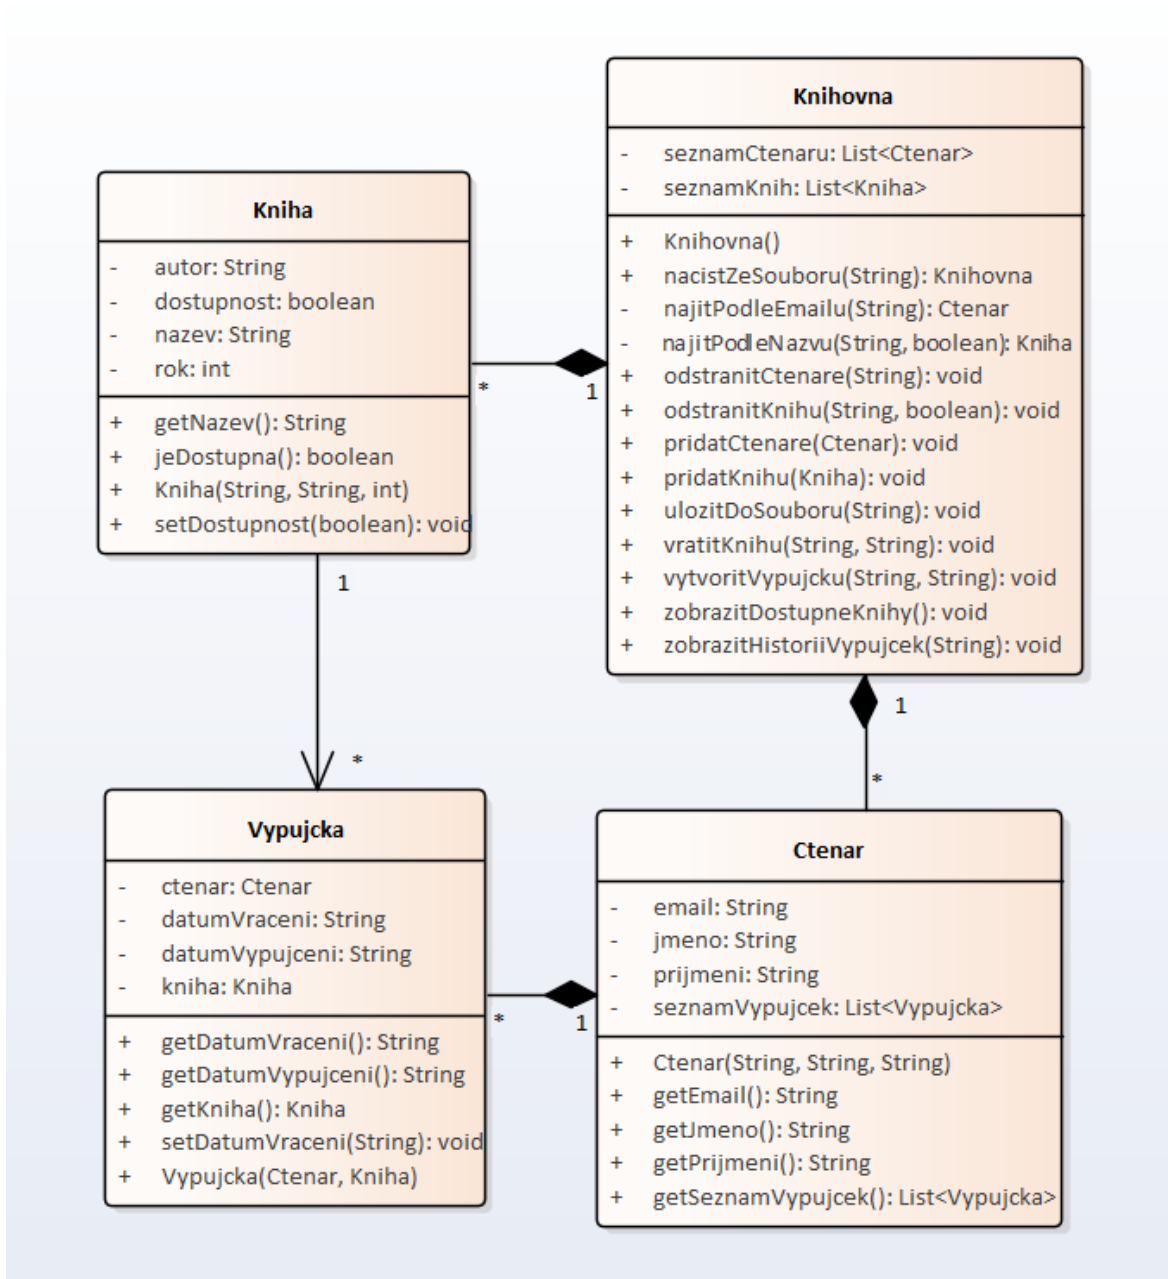 Knihovna
- seznamCtenaru: List<Ctenar>
- seznamKnih: List<Kniha>
+ Knihovna()
+ nacistZeSouboru(String): Knihovna
- najitPodleEmailu(String): Ctenar
- najitPodleNazvu(String, boolean): Kniha
+ odstranitCtenare(String): void
+ odstranitKnihu(String, boolean): void
+ pridatCtenare(Ctenar): void
+ pridatKnihu(Kniha): void
+ ulozitDoSouboru(String): void
+ vratitKnihu(String, String): void
+ vytvoritVypujcku(String, String): void
+ zobrazitDostupneKnihy(): void
+ zobrazitHistoriiVypujcek(String): void
Kniha
- autor: String
- dostupnost: boolean
- nazev: String
- rok: int
+ getNazev(): String
+ jeDostupna(): boolean
+ Kniha(String, String, int)
+ setDostupnost(boolean): void
* 1
1
*
1
*
Vypujcka
- ctenar: Ctenar
- datumVraceni: String
- datumVypujceni: String
- kniha: Kniha
+ getDatumVraceni(): String
+ getDatumVypujceni(): String
+ getKniha(): Kniha
+ setDatumVraceni(String): void
+ Vypujcka(Ctenar, Kniha)
* 1
Ctenar
- email: String
- jmeno: String
- prijmeni: String
- seznamVypujcek: List<Vypujcka>
+ Ctenar(String, String, String)
+ getEmail(): String
+ getJmeno(): String
+ getPrijmeni(): String
+ getSeznamVypujcek(): List<Vypujcka>